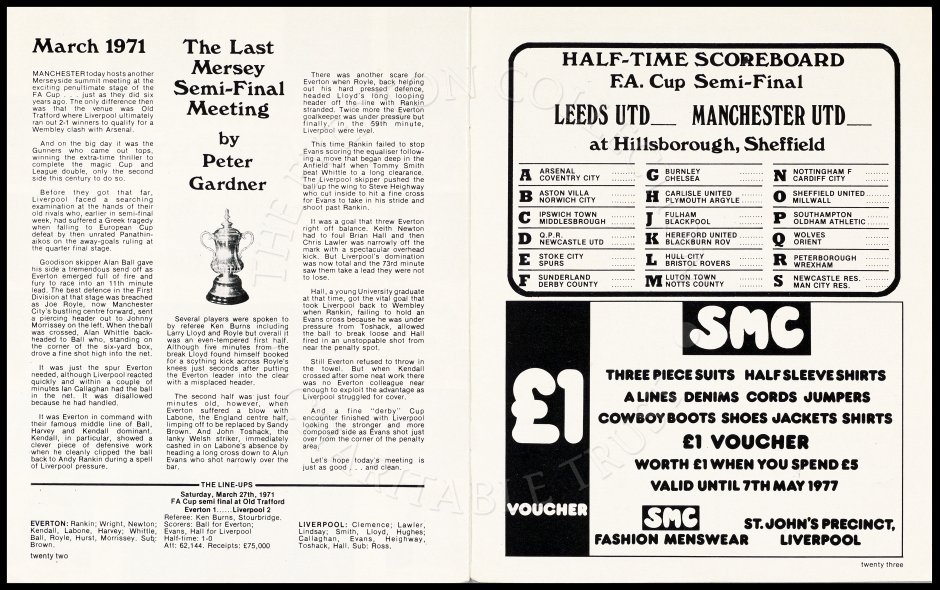 March 1971
MANCHESTER today hosts another
Merseyside summit meeting at the
exciting penultimate stage of the
FA Cup . . . just as they did six
years ago. The only difference then
was that the venue was Old
Trafford where Liverpool ultimately
ran out 2-1 winners to qualify for a
Wembley clash with Arsenal.
And on the big day it was the
Gunners who came out tops,
winning the extra-time thriller to
complete the magic Cup and
League double, only the second
side this century to do so.
Before they got that far,
Liverpool faced a searching
examination at the hands of their
old rivals who, earlier in semi-final
week, had suffered a Greek tragedy
when falling to European Cup
defeat by then unrated Panathin-
aikos on the away-goals ruling at
the quarter final stage.
Goodison skipper Alan Ball gave
his side a tremendous send off as
Everton emerged full of fire and
fury to race into an 11th minute
lead. The best defence in the First
Division at that stage was breached
as Joe Royle, now Manchester
City's bustling centre forward, sent
a piercing header out to Johnny
Morrissey on the left. When the ball
was crossed, Alan Whittle back-
headed to Ball who, standing on
the corner of the six-yard box,
drove a fine shot high into the net.
It was just the spur Everton
needed, although Liverpool reacted
quickly and within a couple of
minutes Ian Callaghan had the ball
in the net. It was disallowed
because he had handled.
It was Everton in command with
their famous middle line of Ball,
Harvey and Kendall dominant.
Kendall, in particular, showed a
clever piece of defensive work
when he cleanly clipped the ball
back to Andy Rankin during a spell
of Liverpool pressure.
The Last
Mersey
Semi-Final
Meeting
by
Peter
Gardner
Several players were spoken to
by referee Ken Burns including
Larry Lloyd and Royle but overall it
was an even-tempered first half.
Although five minutes from the
break Lloyd found himself booked
for a scything kick across Royle's
knees just seconds after putting
the Everton leader into the clear
with a misplaced header.
The second half was just four
minutes old, however, when
Everton suffered a blow with
Labone, the England centre half,
limping off to be replaced by Sandy
Brown. And John Toshack, the
lanky Welsh striker, immediately
cashed in on Labone's absence by
heading a long cross down to Alun
Evans who shot narrowly over the
bar.
There was another scare for
Everton when Royle, back helping
out his hard pressed defence,
headed Lloyd's long looping
header off the line with Rankin
stranded. Twice more the Everton
goalkeeper was under pressure but
finally, in the 59th minute,
Liverpool were level.
This time Rankin failed to stop
Evans scoring the equaliser follow-
ing a move that began deep in the
Anfield half when Tommy Smith
beat Whittle to a long clearance.
The Liverpool skipper pushed the
ball up the wing to Steve Heighway
who cut inside to hit a fine cross
for Evans to take in his stride and
shoot past Rankin.
It was a goal that threw Everton
right off balance. Keith Newton
had to foul Brian Hall and then
Chris Lawler was narrowly off the
mark with a spectacular overhead
kick. But Liverpool's domination
was now total and the 73rd minute
saw them take a lead they were not
to lose.
Hall, a young University graduate
at that time, got the vital goal that
took Liverpool back to Wembley
when Rankin, failing to hold an
Evans cross because he was under
pressure from Toshack, allowed
the ball to break loose and Hall
fired in an unstoppable shot from
near the penalty spot.
Still Everton refused to throw in
the towel. But when Kendall
crossed after some neat work there
was no Everton colleague near
enough to exploit the advantage as
Liverpool struggled for cover.
And a fine "derby" Cup
encounter finished with Liverpool
looking the stronger and more
composed side as Evans shot just
over from the corner of the penalty
area.
Let's hope today's meeting is
just as good . . . and clean.
THE LINE-UPS
Saturday, March 27th, 1971
FA Cup semi final at Old Trafford
Everton 1......Liverpool 2
Referee: Ken Burns, Stourbridge.
Scorers: Ball for Everton;
Evans, Hall for Liverpool
Half-time: 1-0
Att: 62,144. Receipts: £75,000
EVERTON: Rankin; Wright, Newton;
Kendall, Labone, Harvey; Whittle,
Ball, Royle, Hurst, Morrissey. Sub;
Brown.
LIVERPOOL: Clemence; Lawler,
Lindsay; Smith, Lloyd, Hughes;
Callaghan, Evans, Heighway,
Toshack, Hall. Sub: Ross.
twenty two
HALF-TIME SCOREBOARD
F.A. Cup Semi-Final
LEEDS UTD__ MANCHESTER UTD__
at Hillsborough, Sheffield
A ARSENAL ........
COVENTRY CITY ........
B ASTON VILLA ........
NORWICH CITY ........
C IPSWICH TOWN ........
MIDDLESBROUGH ........
D Q.P.R. ........
NEWCASTLE UTD ........
E STOKE CITY ........
SPURS ........
F SUNDERLAND ........
DERBY COUNTY ........
G BURNLEY ........
CHELSEA ........
H CARLISLE UNITED ........
PLYMOUTH ARGYLE ........
J FULHAM ........
BLACKPOOL ........
K HEREFORD UNITED ........
BLACKBURN ROV ........
L HULL CITY ........
BRISTOL ROVERS ........
M LUTON TOWN ........
NOTTS COUNTY ........
N NOTTINGHAM F ........
CARDIFF CITY ........
O SHEFFIELD UNITED ........
MILLWALL ........
P SOUTHAMPTON ........
OLDHAM ATHLETIC ........
Q WOLVES ........
ORIENT ........
R PETERBOROUGH ........
WREXHAM ........
S NEWCASTLE RES. ........
MAN CITY RES. ........
£1
VOUCHER
SMC
THREE PIECE SUITS HALF SLEEVE SHIRTS
A LINES DENIMS CORDS JUMPERS
COWBOY BOOTS SHOES JACKETS SHIRTS
£1 VOUCHER
WORTH £1 WHEN YOU SPEND £5
VALID UNTIL 7TH MAY 1977
SMC
FASHION MENSWEAR
ST. JOHN'S PRECINCT,
LIVERPOOL
twenty three